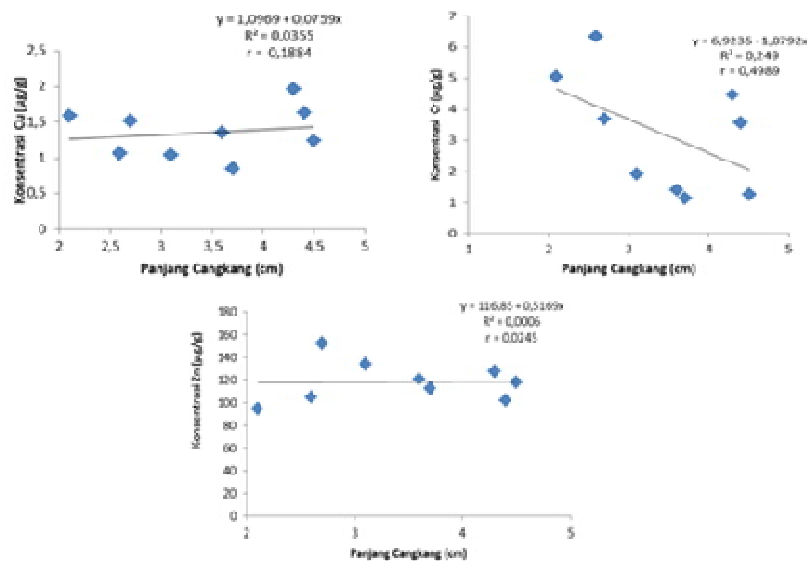 y = 1,0969 + 0,0759x
R² = 0,0355
r = 0,1884
Konsentrasi Cu (µg/g)
2,5
2
1,5
1
0,5
0
2 2,5 3 3,5 4 4,5 5
Panjang Cangkang (cm)
R² = 0,249
r = 0,4989
Konsentrasi Cr (µg/g)
7
6
5
4
3
2
1
0
1 2 3 4 5
Panjang Cangkang (cm)
y = 116,85 + 0,5169x
R² = 0,0006
r = 0,0245
Konsentrasi Zn (µg/g)
180
160
140
120
100
80
60
40
20
0
2 3 4 5
Panjang Cangkang (cm)